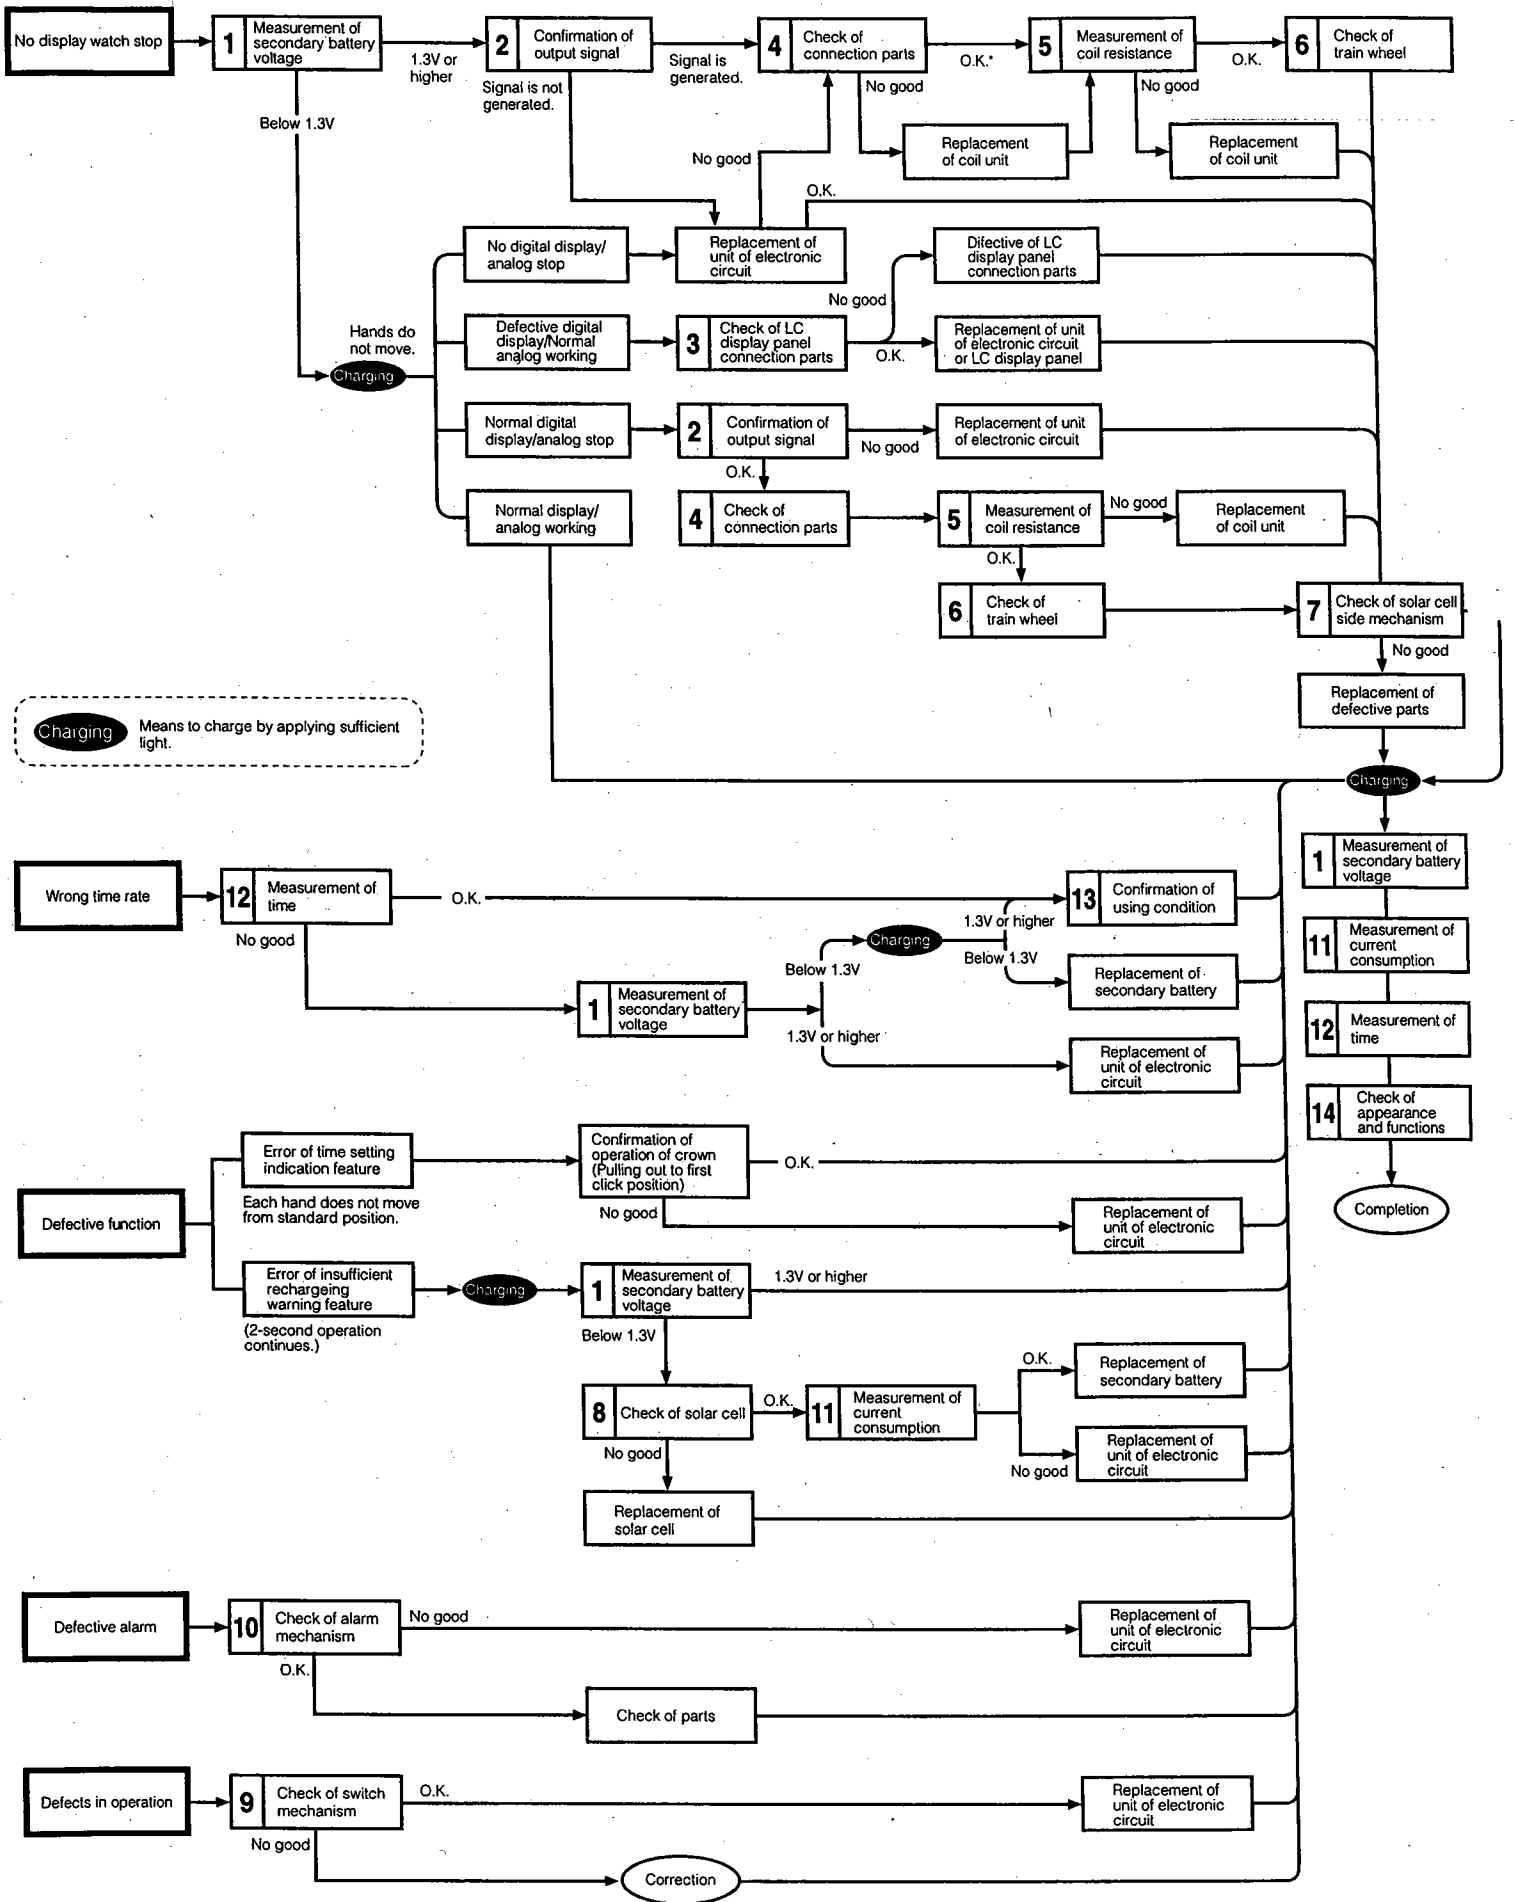 No display watch stop
1
Measurement of
secondary battery
voltage
1.3V or
higher
2
Confirmation of
output signal
Signal is
generated.
4
Check of
connection parts
O.K.
5
Measurement of
coil resistance
O.K.
6
Check of
train wheel
Below 1.3V
Signal is not
generated.
No good
No good
No good
Replacement
of coil unit
Replacement
of coil unit
O.K.
No digital display/
analog stop
Replacement of
unit of electronic
circuit
Difective of LC
display panel
connection parts
No good
Hands do
not move.
Charging
Defective digital
display/Normal
analog working
3
Check of LC
display panel
connection parts
O.K.
Replacement of unit
of electronic circuit
or LC display panel
Normal digital
display/analog stop
2
Confirmation of
output signal
No good
Replacement of unit
of electronic circuit
O.K.
Normal display/
analog working
4
Check of
connection parts
5
Measurement of
coil resistance
No good
Replacement
of coil unit
O.K.
6
Check of
train wheel
7
Check of solar cell
side mechanism
No good
Replacement of
defective parts
Charging
Means to charge by applying sufficient
light.
Charging
1
Measurement of
secondary battery
voltage
11
Measurement of
current
consumption
12
Measurement of
time
14
Check of
appearance
and functions
Completion
Wrong time rate
12
Measurement of
time
O.K.
13
Confirmation of
using condition
No good
1.3V or higher
Charging
Below 1.3V
Below 1.3V
Replacement of
secondary battery
1
Measurement of
secondary battery
voltage
1.3V or higher
Replacement of
unit of electronic
circuit
Defective function
Error of time setting
indication feature
Each hand does not move
from standard position.
Confirmation of
operation of crown
(Pulling out to first
click position)
O.K.
No good
Replacement of
unit of electronic
circuit
Error of insufficient
rechargeing
warning feature
(2-second operation
continues.)
Charging
1
Measurement of
secondary battery
voltage
1.3V or higher
Below 1.3V
8
Check of solar cell
O.K.
11
Measurement of
current
consumption
O.K.
Replacement of
secondary battery
No good
Replacement of
unit of electronic
circuit
No good
Replacement of
solar cell
Defective alarm
10
Check of alarm
mechanism
No good
Replacement of
unit of electronic
circuit
O.K.
Check of parts
Defects in operation
9
Check of switch
mechanism
O.K.
Replacement of
unit of electronic
circuit
No good
Correction